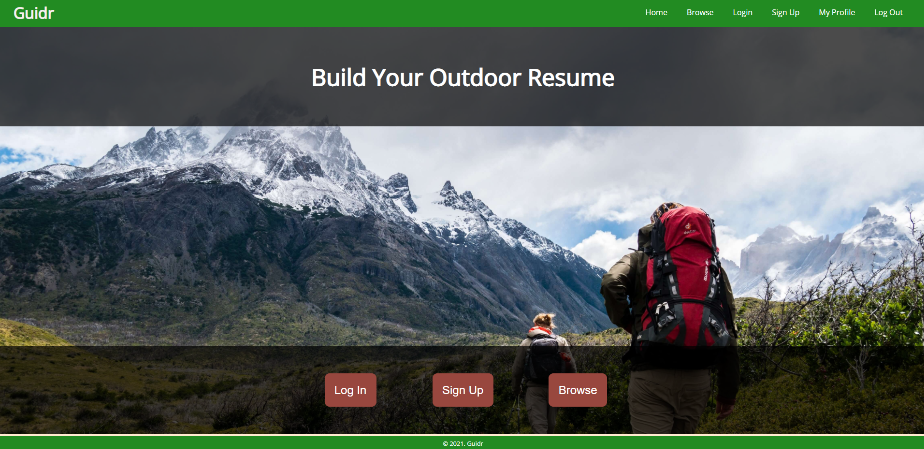 Guidr
Home Browse Login Sign Up My Profile Log Out
Build Your Outdoor Resume
Log In Sign Up Browse
© 2021. Guidr